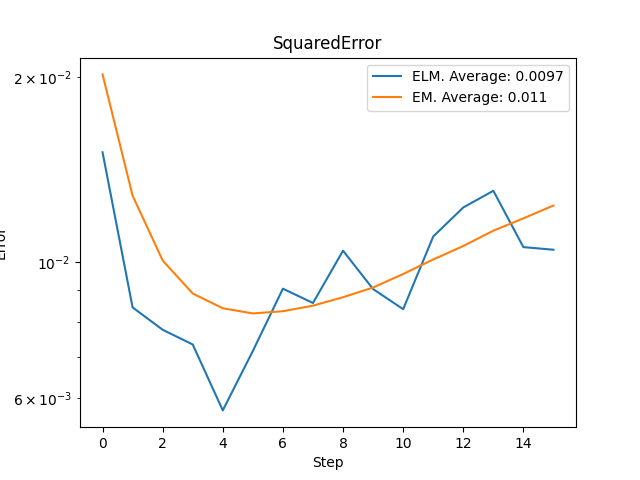 SquaredError
ELM. Average: 0.0097
EM. Average: 0.011
2 × 10⁻²
10⁻²
6 × 10⁻³
Error
0 2 4 6 8 10 12 14
Step